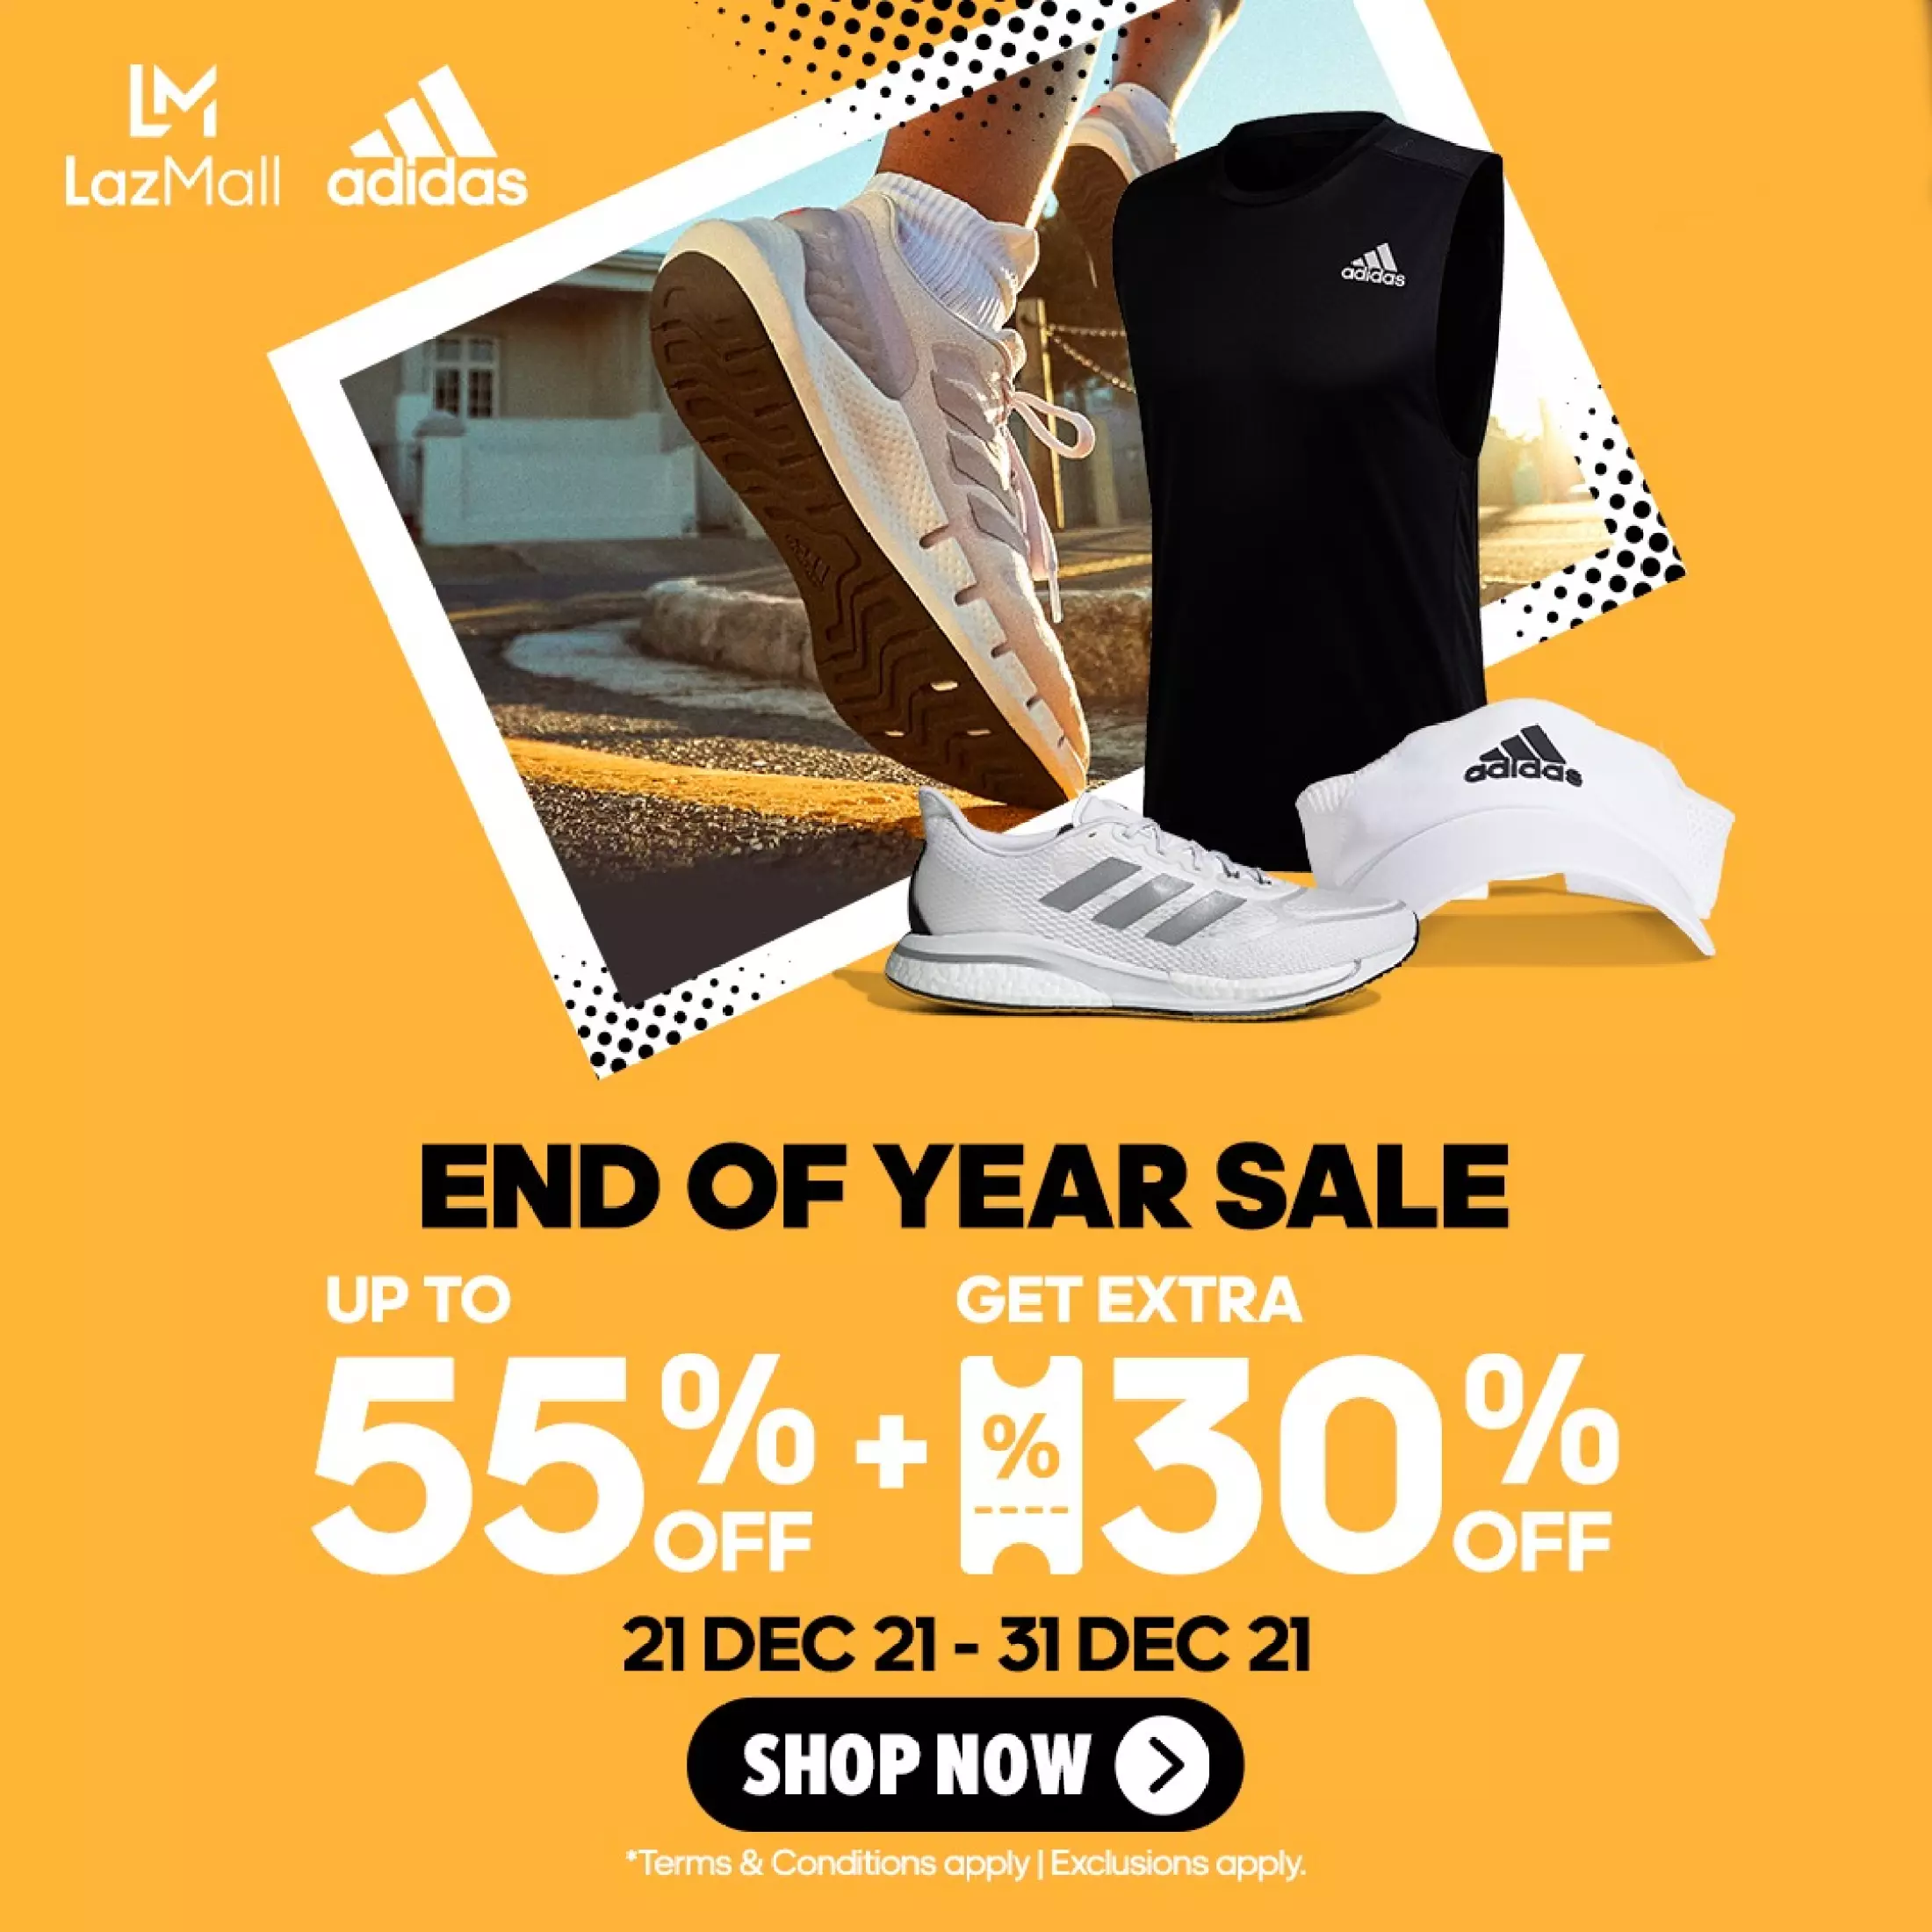 LM
LazMall
adidas
adidas
adidas
END OF YEAR SALE
UP TO
55% OFF
+
GET EXTRA
%
30% OFF
21 DEC 21 - 31 DEC 21
SHOP NOW
*Terms & Conditions apply | Exclusions apply.